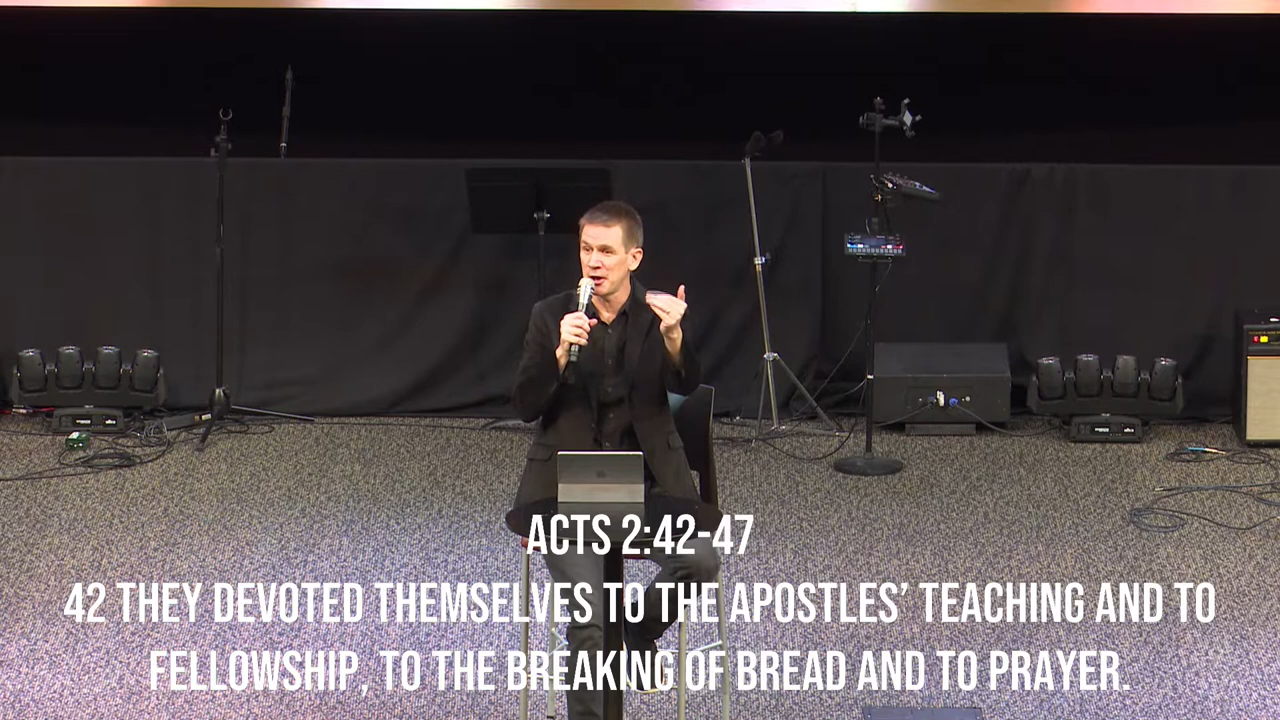 ACTS 2:42-47
42 THEY DEVOTED THEMSELVES TO THE APOSTLES’ TEACHING AND TO
FELLOWSHIP, TO THE BREAKING OF BREAD AND TO PRAYER.